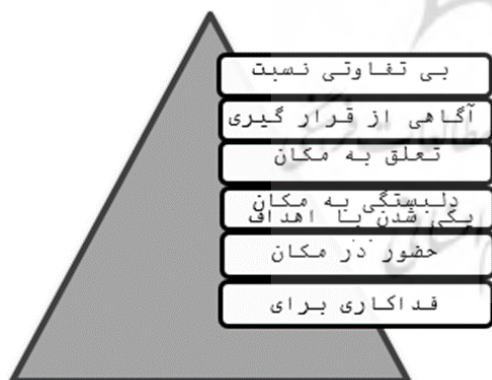 بی تفاوتی نسبت
آگاهی از قرار گیری
تعلق به مکان
دلبستگی به مکان
یکی شدن با اهداف
حضور در مکان
فداکاری برای